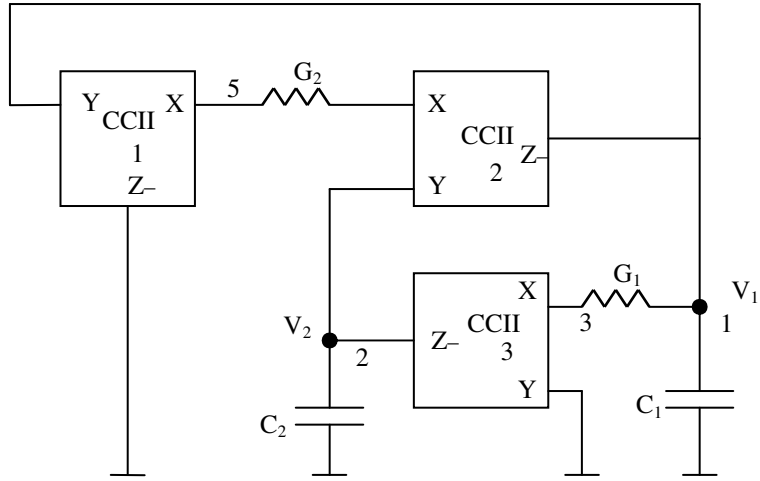 Y CCII X
1
Z–
5
G₂
X
CCII
2
Z–
Y
V₂
2
X
Z– CCII
3
Y
G₁
3
V₁
1
C₂
C₁